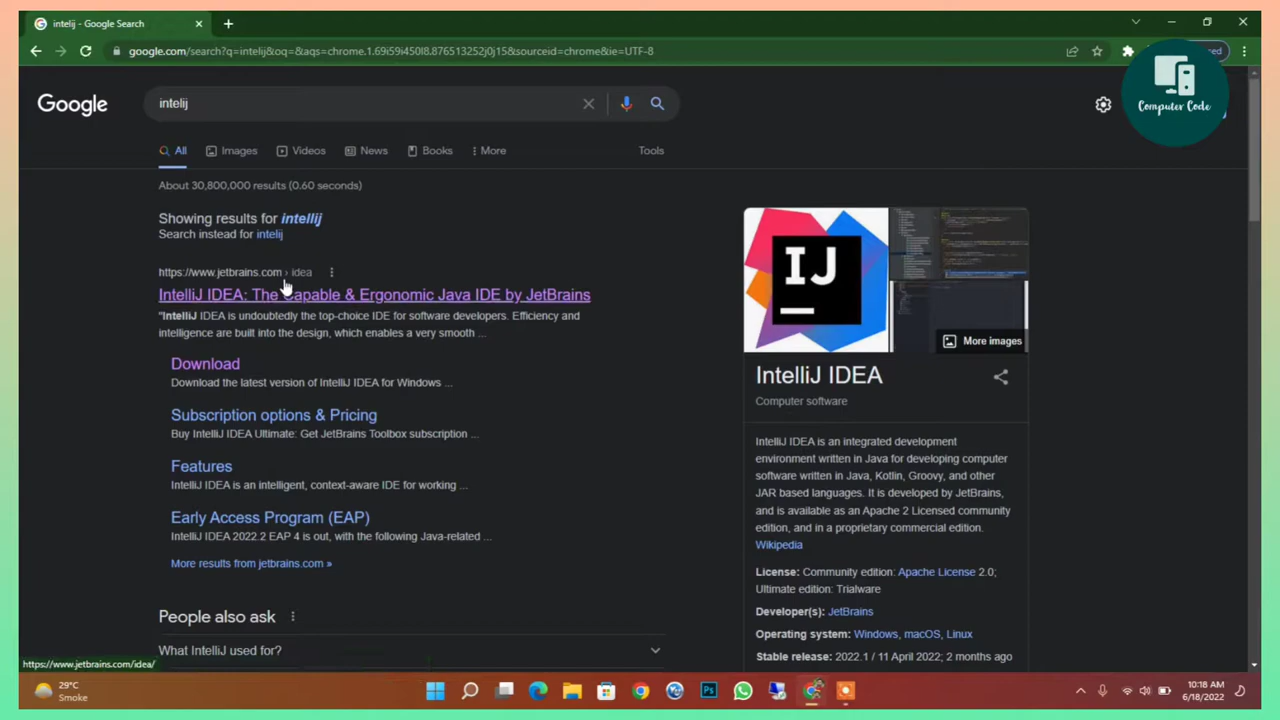 intelij - Google Search
google.com/search?q=intelij&oq=&aqs=chrome.1.69i59i450l8.876513252j0j15&sourceid=chrome&ie=UTF-8
Computer Code
Google
intelij
All
Images
Videos
News
Books
More
Tools
About 30,800,000 results (0.60 seconds)
Showing results for intellij
Search instead for intelij
https://www.jetbrains.com › idea
IntelliJ IDEA: The Capable & Ergonomic Java IDE by JetBrains
"IntelliJ IDEA is undoubtedly the top-choice IDE for software developers. Efficiency and
intelligence are built into the design, which enables a very smooth ...
Download
Download the latest version of IntelliJ IDEA for Windows ...
Subscription options & Pricing
Buy IntelliJ IDEA Ultimate: Get JetBrains Toolbox subscription ...
Features
IntelliJ IDEA is an intelligent, context-aware IDE for working ...
Early Access Program (EAP)
IntelliJ IDEA 2022.2 EAP 4 is out, with the following Java-related ...
More results from jetbrains.com »
People also ask
What IntelliJ used for?
https://www.jetbrains.com/idea/
IJ
More images
IntelliJ IDEA
Computer software
IntelliJ IDEA is an integrated development
environment written in Java for developing computer
software written in Java, Kotlin, Groovy, and other
JAR based languages. It is developed by JetBrains,
and is available as an Apache 2 Licensed community
edition, and in a proprietary commercial edition.
Wikipedia
License: Community edition: Apache License 2.0;
Ultimate edition: Trialware
Developer(s): JetBrains
Operating system: Windows, macOS, Linux
Stable release: 2022.1 / 11 April 2022; 2 months ago
29°C
Smoke
Ps
10:18 AM
6/18/2022